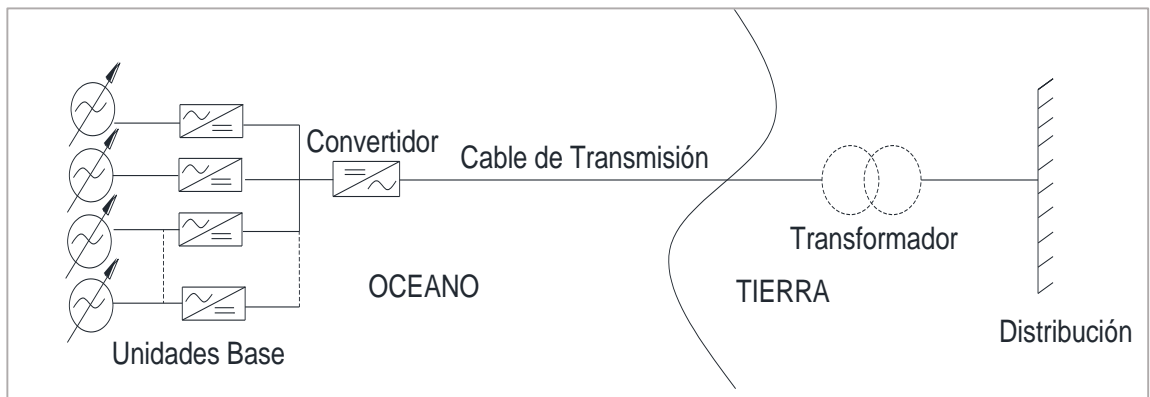 Convertidor
Cable de Transmisión
Transformador
OCEANO
TIERRA
Distribución
Unidades Base